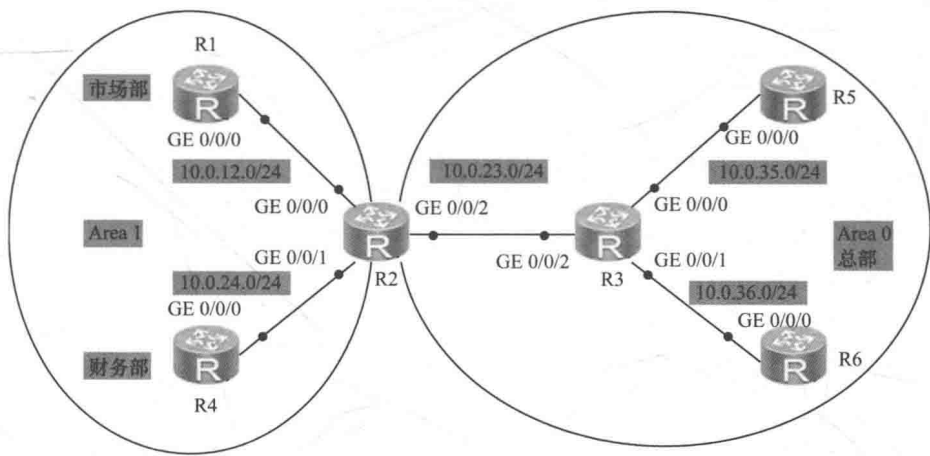 R1
市场部
R
GE 0/0/0
10.0.12.0/24
GE 0/0/0
Area 1
GE 0/0/1
10.0.24.0/24
GE 0/0/0
R
财务部
R4
R
R2
GE 0/0/2
10.0.23.0/24
GE 0/0/2
R
R3
GE 0/0/0
10.0.35.0/24
GE 0/0/0
R
R5
Area 0
总部
GE 0/0/1
10.0.36.0/24
GE 0/0/0
R
R6